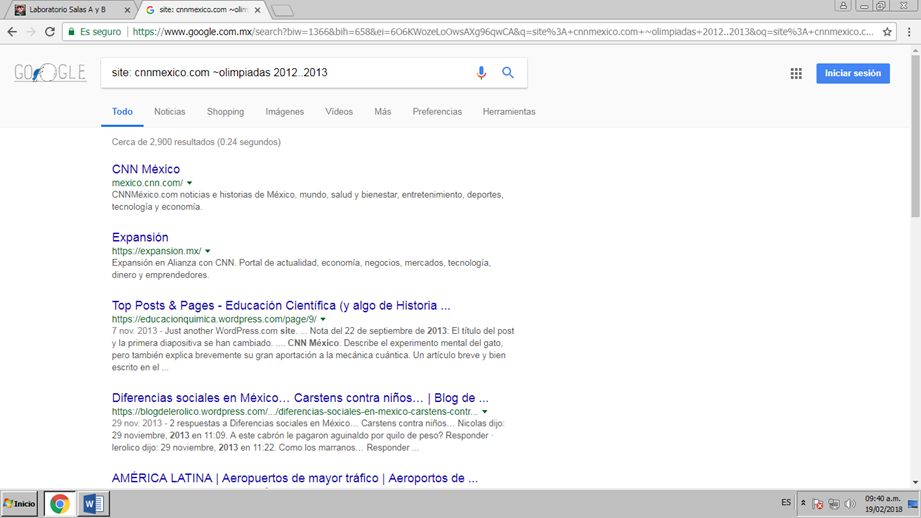 Laboratorio Salas A y B
site: cnnmexico.com ~olim
Es seguro
https://www.google.com.mx/search?biw=1366&bih=658&ei=6O6KWozeLoOwsAXg96qwCA&q=site%3A+cnnmexico.com+~olimpiadas+2012..2013&oq=site%3A+cnnmexico.c...
GOOGLE
site: cnnmexico.com ~olimpiadas 2012..2013
Iniciar sesión
Todo Noticias Shopping Imágenes Vídeos Más Preferencias Herramientas
Cerca de 2,900 resultados (0.24 segundos)
CNN México
mexico.cnn.com/
CNNMéxico.com noticias e historias de México, mundo, salud y bienestar, entretenimiento, deportes,
tecnología y economía.
Expansión
https://expansion.mx/
Expansión en Alianza con CNN. Portal de actualidad, economía, negocios, mercados, tecnología,
dinero y emprendedores.
Top Posts & Pages - Educación Científica (y algo de Historia ...
https://educacionquimica.wordpress.com/page/9/
7 nov. 2013 - Just another WordPress.com site. ... Nota del 22 de septiembre de 2013: El título del post
y la primera diapositiva se han cambiado. .... CNN México. Describe el experimento mental del gato,
pero también explica brevemente su gran aportación a la mecánica cuántica. Un artículo breve y bien
escrito en el ...
Diferencias sociales en México… Carstens contra niños… | Blog de ...
https://blogdelerolico.wordpress.com/.../diferencias-sociales-en-mexico-carstens-contr...
29 nov. 2013 - 2 respuestas a Diferencias sociales en México… Carstens contra niños… Nicolas dijo:
29 noviembre, 2013 en 11:09. A este cabrón le pagaron aguinaldo por quilo de peso? Responder ·
lerolico dijo: 29 noviembre, 2013 en 11:22. Como los marranos… Responder ...
AMÉRICA LATINA | Aeropuertos de mayor tráfico | Aeroportos de ...
Inicio
ES
09:40 a.m.
19/02/2018